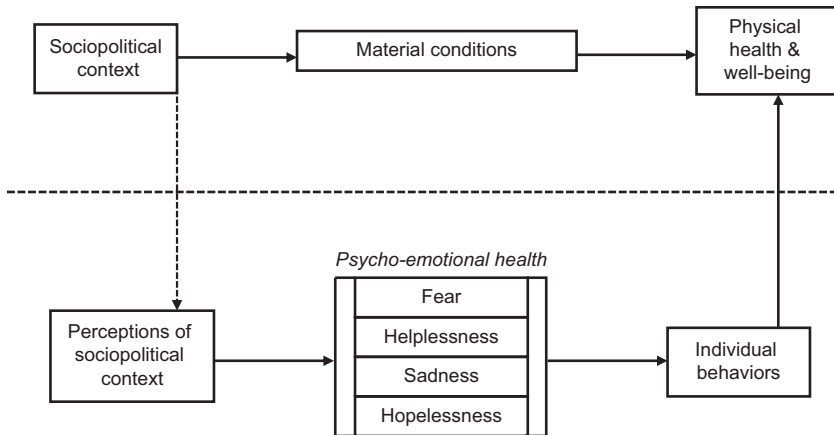 Sociopolitical
context
Material conditions
Physical
health &
well-being
Psycho-emotional health
Fear
Helplessness
Sadness
Hopelessness
Perceptions of
sociopolitical
context
Individual
behaviors